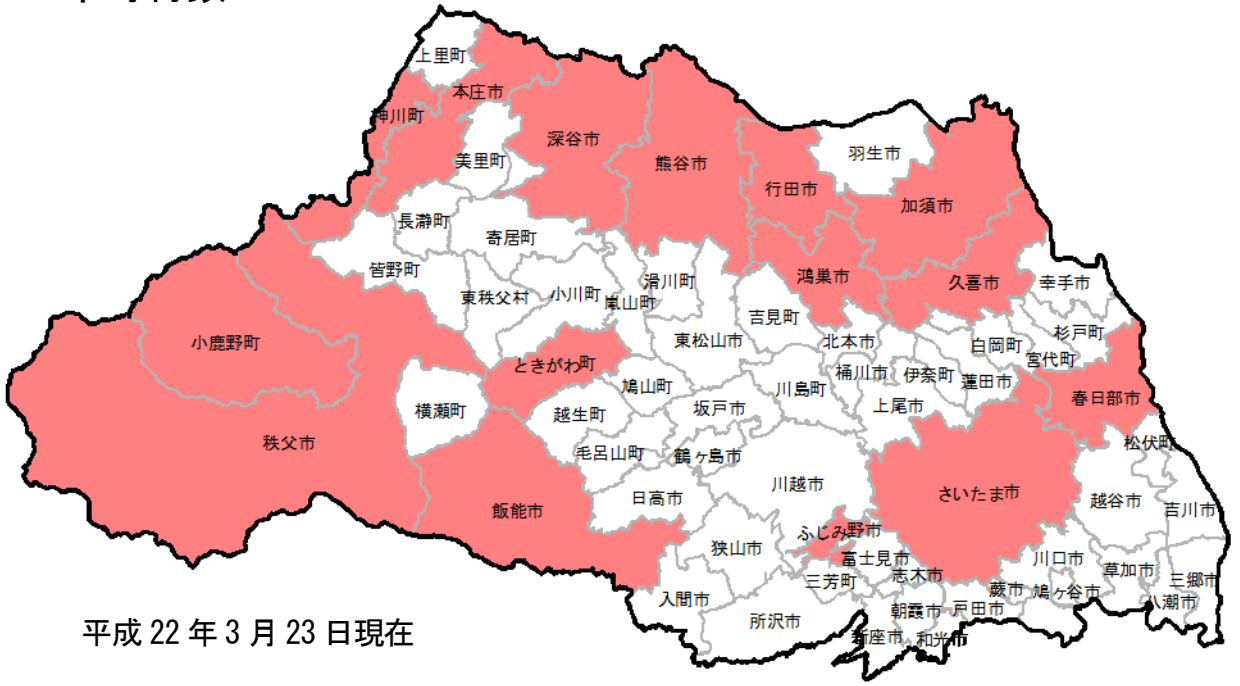 上里町
本庄市
神川町
深谷市
美里町
熊谷市
羽生市
行田市
加須市
長瀞町
寄居町
皆野町
鴻巣市
久喜市
幸手市
東秩父村
小川町
嵐山町
滑川町
吉見町
杉戸町
小鹿野町
東松山市
北本市
白岡町
宮代町
ときがわ町
桶川市
伊奈町
蓮田市
鳩山町
川島町
春日部市
横瀬町
越生町
坂戸市
上尾市
秩父市
松伏町
毛呂山町
鶴ヶ島市
川越市
さいたま市
日高市
越谷市
吉川市
飯能市
ふじみ野市
狭山市
富士見市
川口市
志木市
草加市
三郷市
三芳町
蕨市
鳩ヶ谷市
入間市
八潮市
所沢市
朝霞市
戸田市
新座市
和光市
平成 22 年 3 月 23 日現在